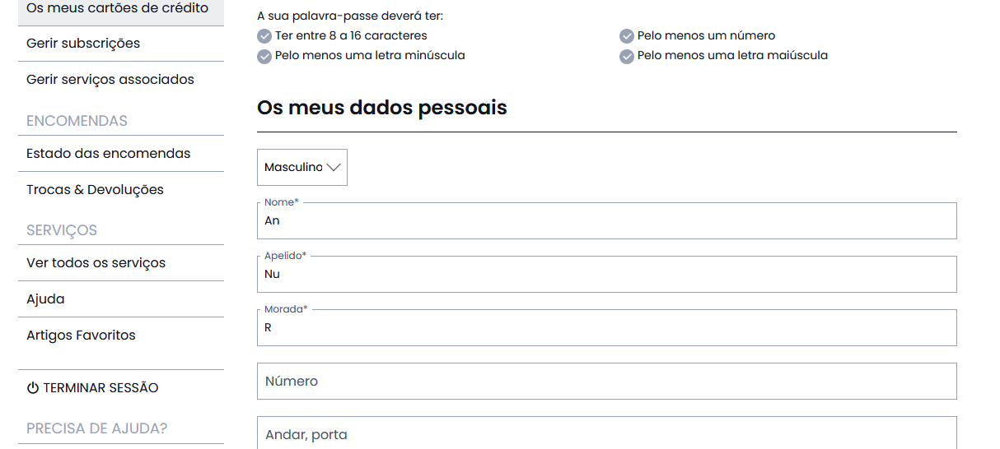 Os meus cartões de crédito
Gerir subscrições
Gerir serviços associados
ENCOMENDAS
Estado das encomendas
Trocas & Devoluções
SERVIÇOS
Ver todos os serviços
Ajuda
Artigos Favoritos
TERMINAR SESSÃO
PRECISA DE AJUDA?
A sua palavra-passe deverá ter:
Ter entre 8 a 16 caracteres
Pelo menos um número
Pelo menos uma letra minúscula
Pelo menos uma letra maiúscula
Os meus dados pessoais
Masculino
Nome*
An
Apelido*
Nu
Morada*
R
Número
Andar, porta